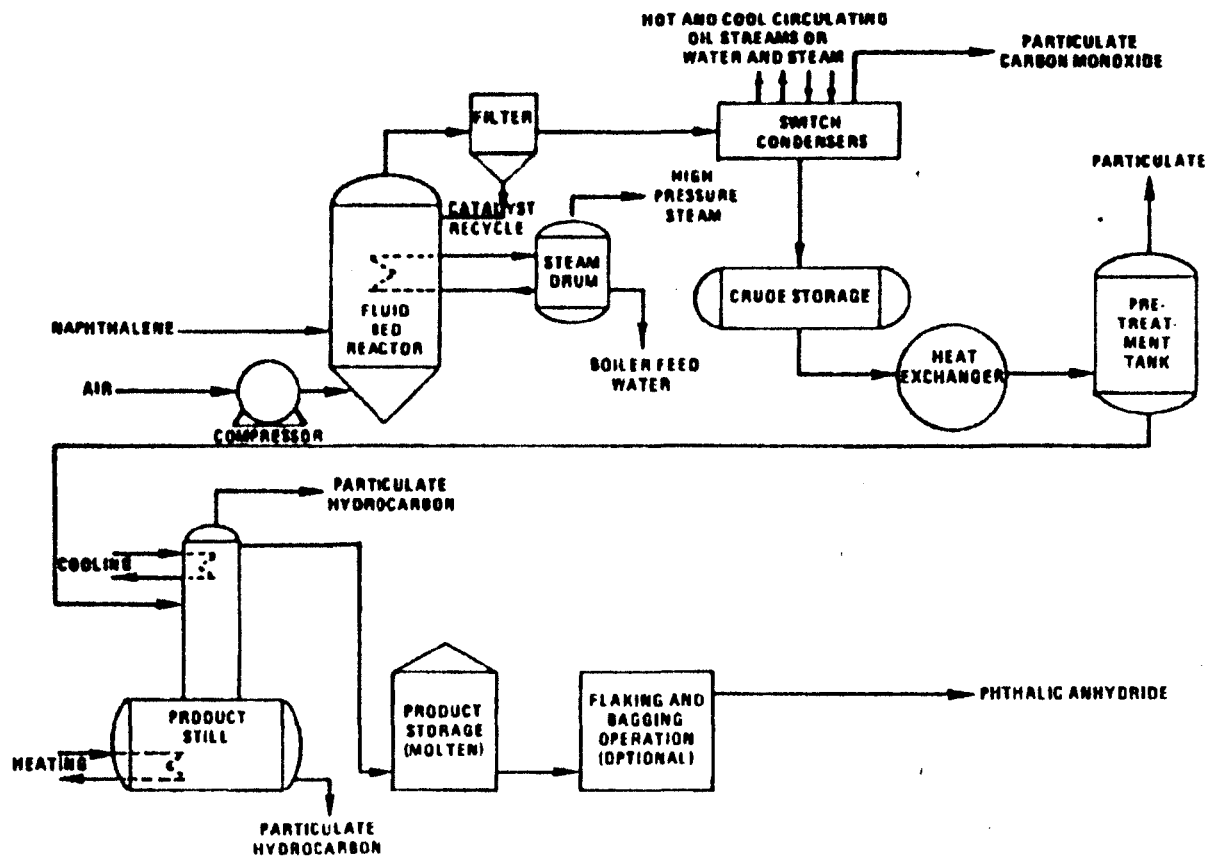 HOT AND COOL CIRCULATING
OIL STREAMS OR
WATER AND STEAM
PARTICULATE
CARBON MONOXIDE
FILTER
SWITCH
CONDENSERS
PARTICULATE
HIGH
PRESSURE
STEAM
CATALYST
RECYCLE
STEAM
DRUM
CRUDE STORAGE
PRE-
TREAT-
MENT
TANK
NAPHTHALENE
FLUID
BED
REACTOR
HEAT
EXCHANGER
BOILER FEED
WATER
AIR
COMPRESSOR
PARTICULATE
HYDROCARBON
COOLING
PRODUCT
STILL
PRODUCT
STORAGE
(MOLTEN)
FLAKING AND
BAGGING
OPERATION
(OPTIONAL)
PHTHALIC ANHYDRIDE
HEATING
PARTICULATE
HYDROCARBON